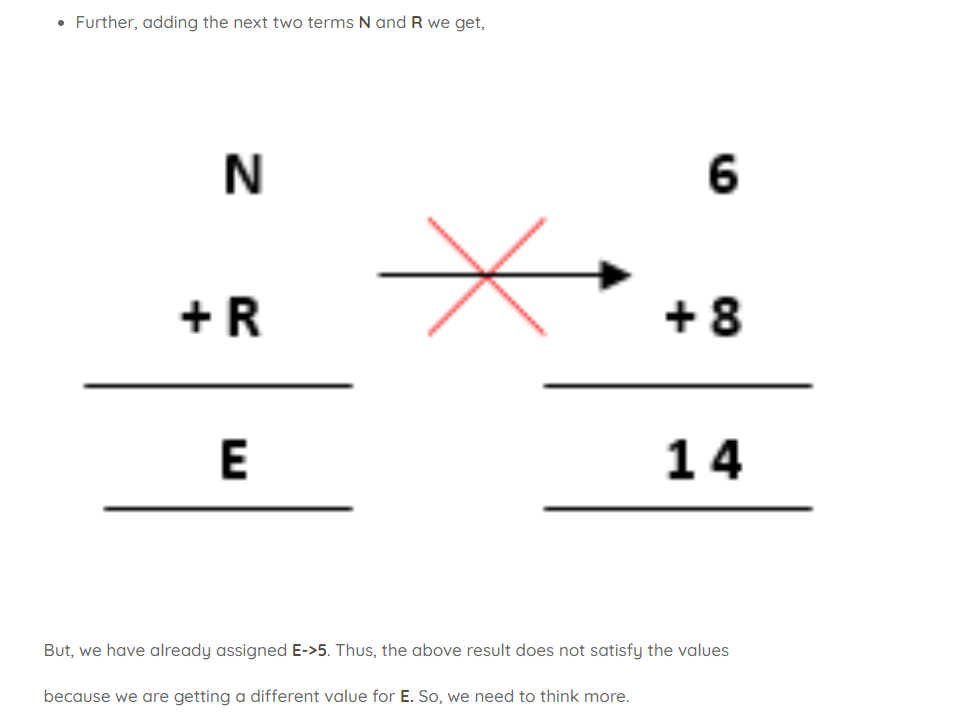 Further, adding the next two terms N and R we get,
N 6
+ R + 8
E 1 4
But, we have already assigned E->5. Thus, the above result does not satisfy the values
because we are getting a different value for E. So, we need to think more.